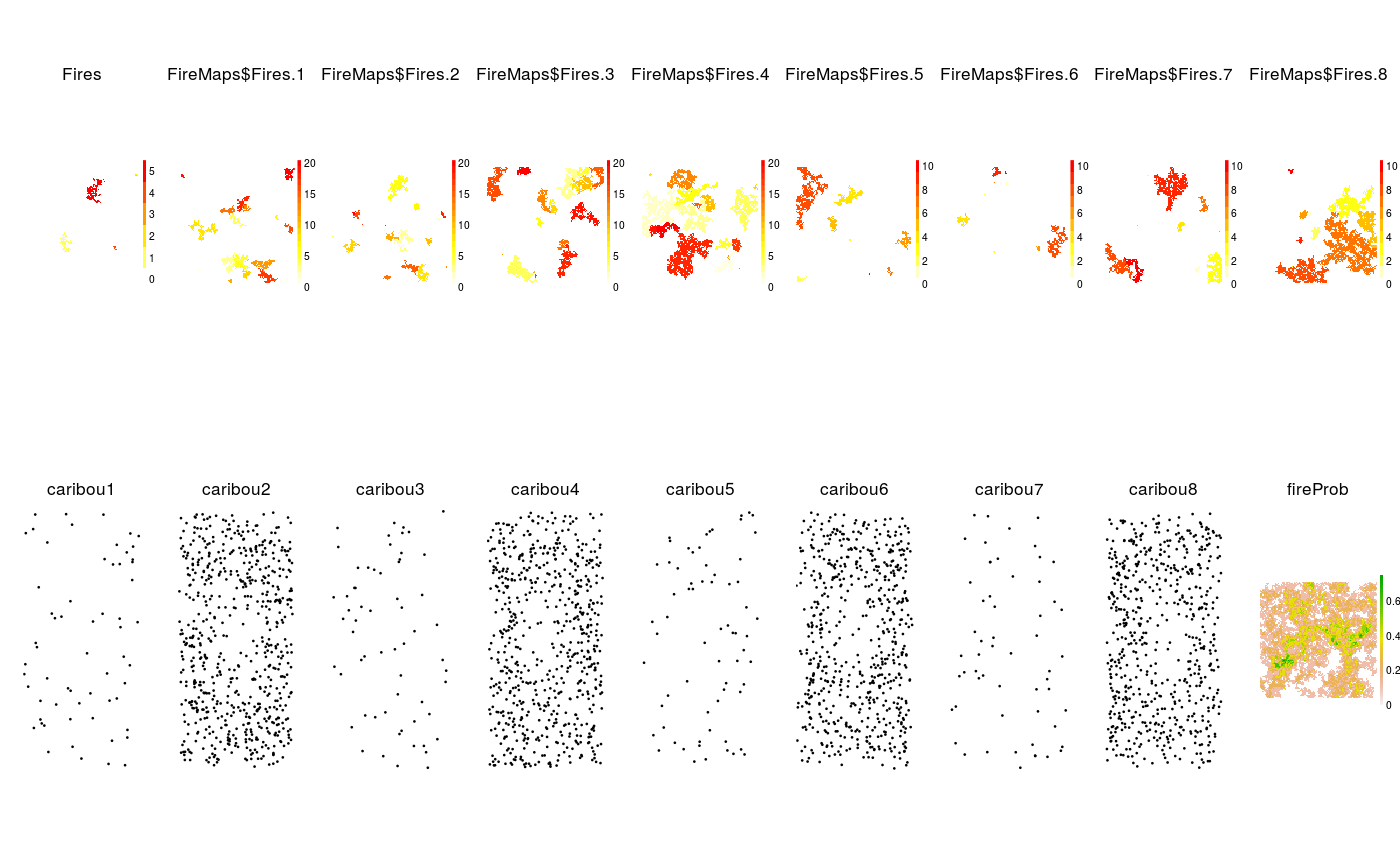 Fires FireMaps$Fires.1 FireMaps$Fires.2 FireMaps$Fires.3 FireMaps$Fires.4 FireMaps$Fires.5 FireMaps$Fires.6 FireMaps$Fires.7 FireMaps$Fires.8
5 4 3 2 1 0
20 15 10 5 0
20 15 10 5 0
20 15 10 5 0
20 15 10 5 0
10 8 6 4 2 0
10 8 6 4 2 0
10 8 6 4 2 0
10 8 6 4 2 0
caribou1 caribou2 caribou3 caribou4 caribou5 caribou6 caribou7 caribou8 fireProb
0.6
0.4
0.2
0